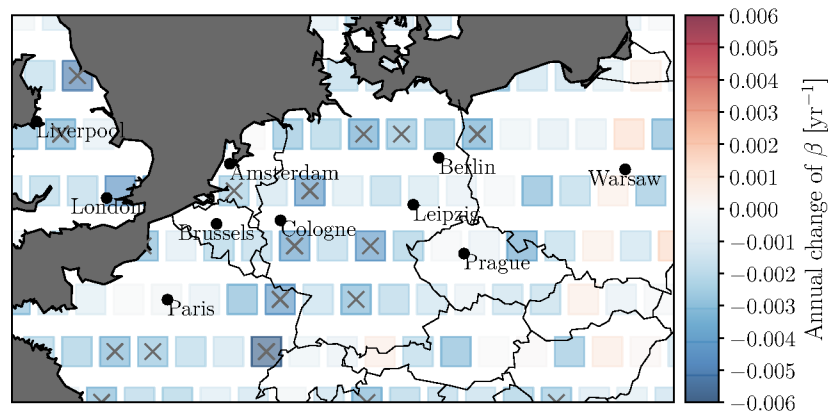 Liverpool
Amsterdam
Berlin
Warsaw
London
Leipzig
Brussels
Cologne
Prague
Paris
0.006
0.005
0.004
0.003
0.002
0.001
0.000
−0.001
−0.002
−0.003
−0.004
−0.005
−0.006
Annual change of β [yr⁻¹]